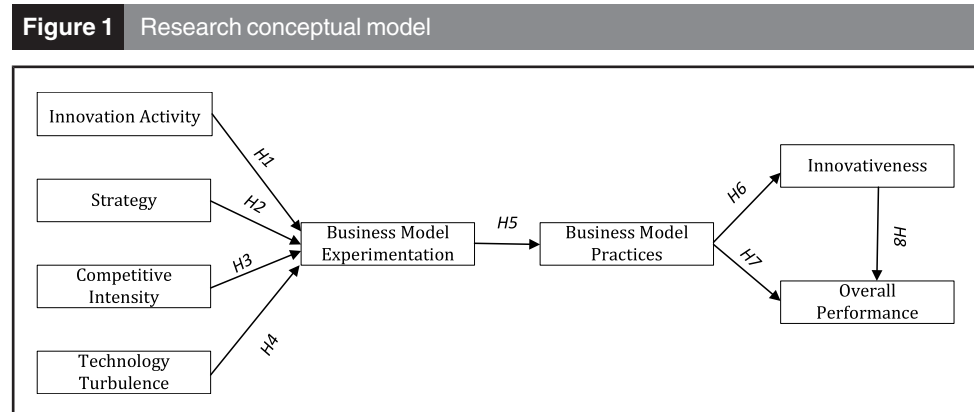 Figure 1 Research conceptual model
Innovation Activity
H1
Strategy
H2
Competitive
Intensity
H3
Technology
Turbulence
H4
Business Model
Experimentation
H5
Business Model
Practices
H6
H7
Innovativeness
H8
Overall
Performance